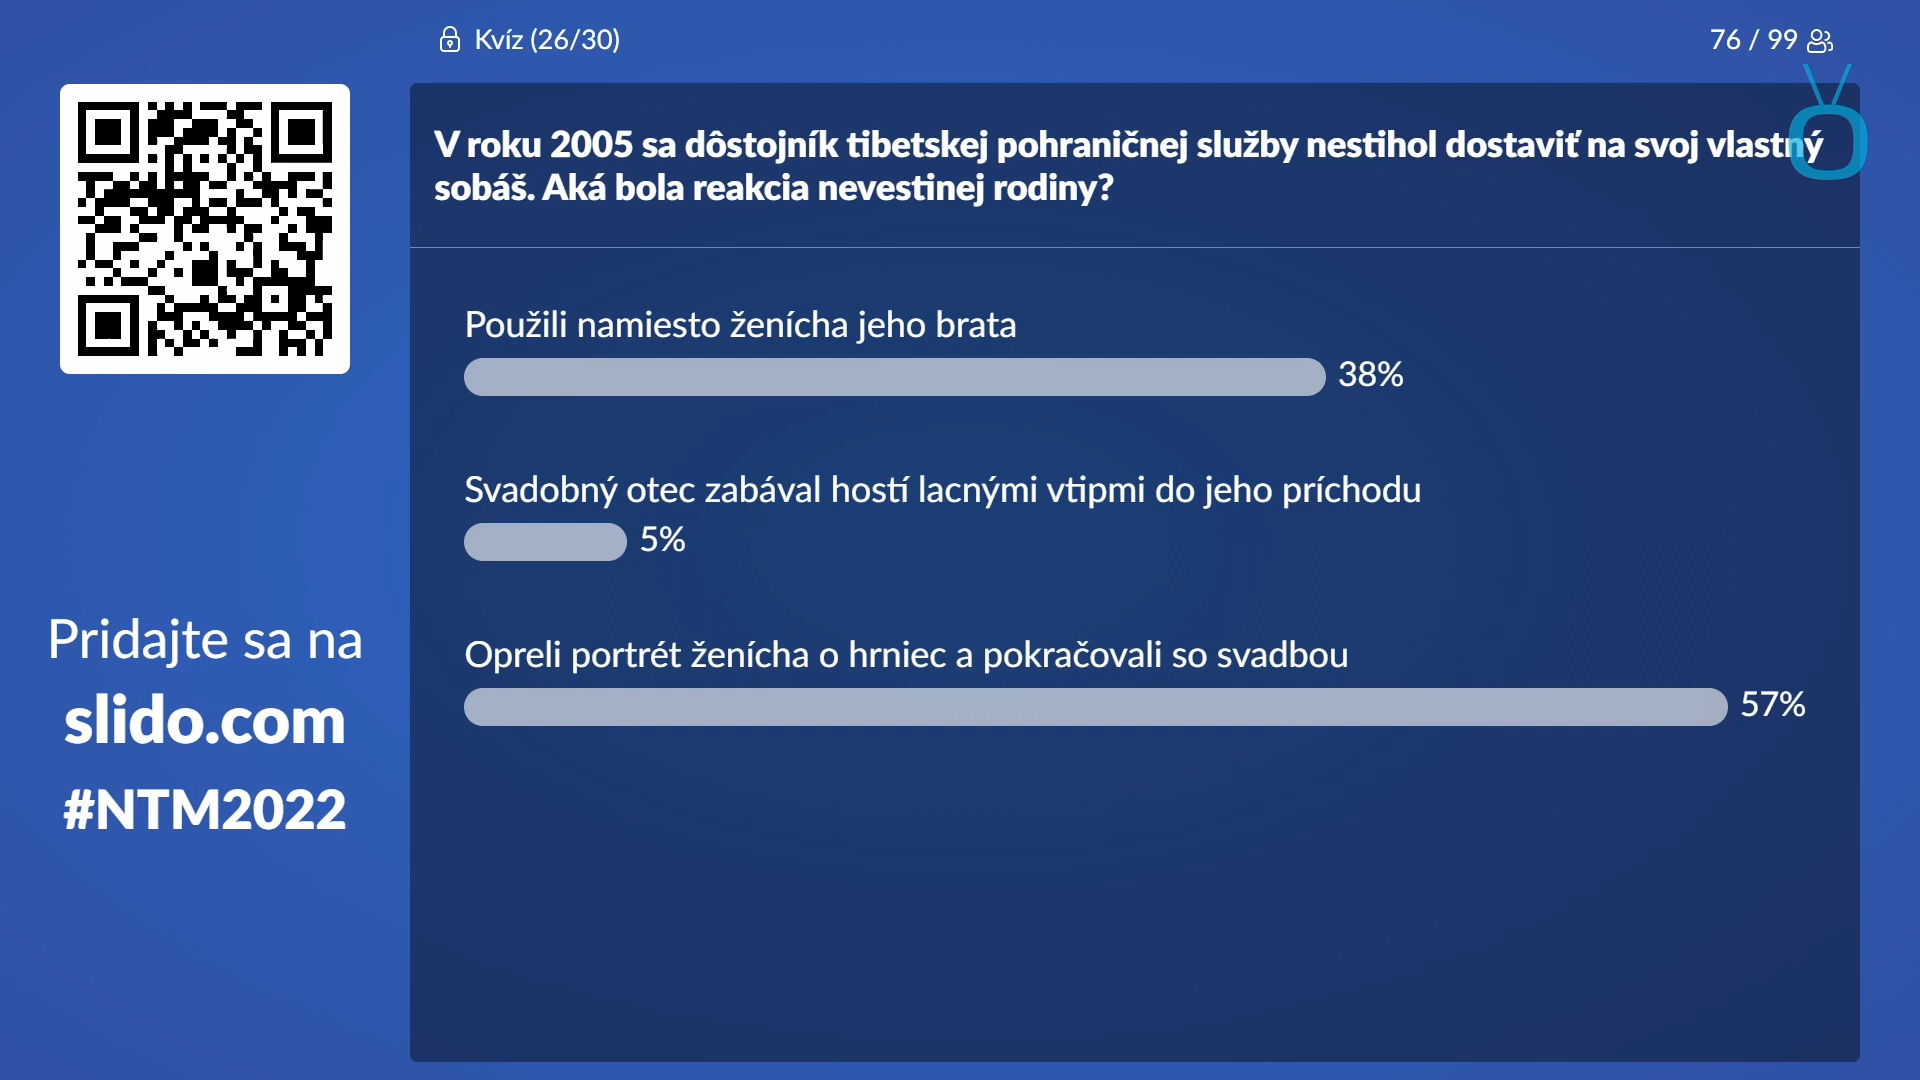 Kvíz (26/30)
76 / 99
V roku 2005 sa dôstojník tibetskej pohraničnej služby nestihol dostaviť na svoj vlastný
sobáš. Aká bola reakcia nevestinej rodiny?
Použili namiesto ženícha jeho brata
38%
Svadobný otec zabával hostí lacnými vtipmi do jeho príchodu
5%
Opreli portrét ženícha o hrniec a pokračovali so svadbou
57%
Pridajte sa na
slido.com
#NTM2022